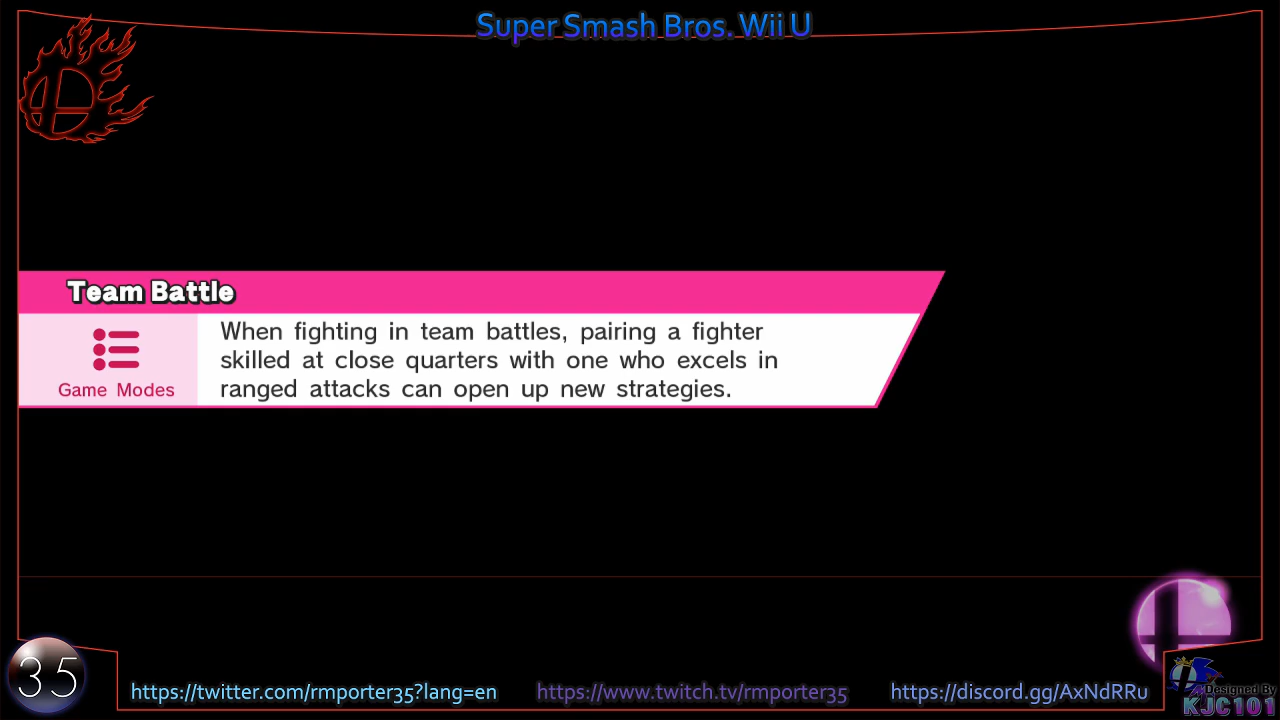 Super Smash Bros. Wii U
Team Battle
When fighting in team battles, pairing a fighter
skilled at close quarters with one who excels in
ranged attacks can open up new strategies.
Game Modes
35
https://twitter.com/rmporter35?lang=en
https://www.twitch.tv/rmporter35
https://discord.gg/AxNdRRu
Designed By
KJC101